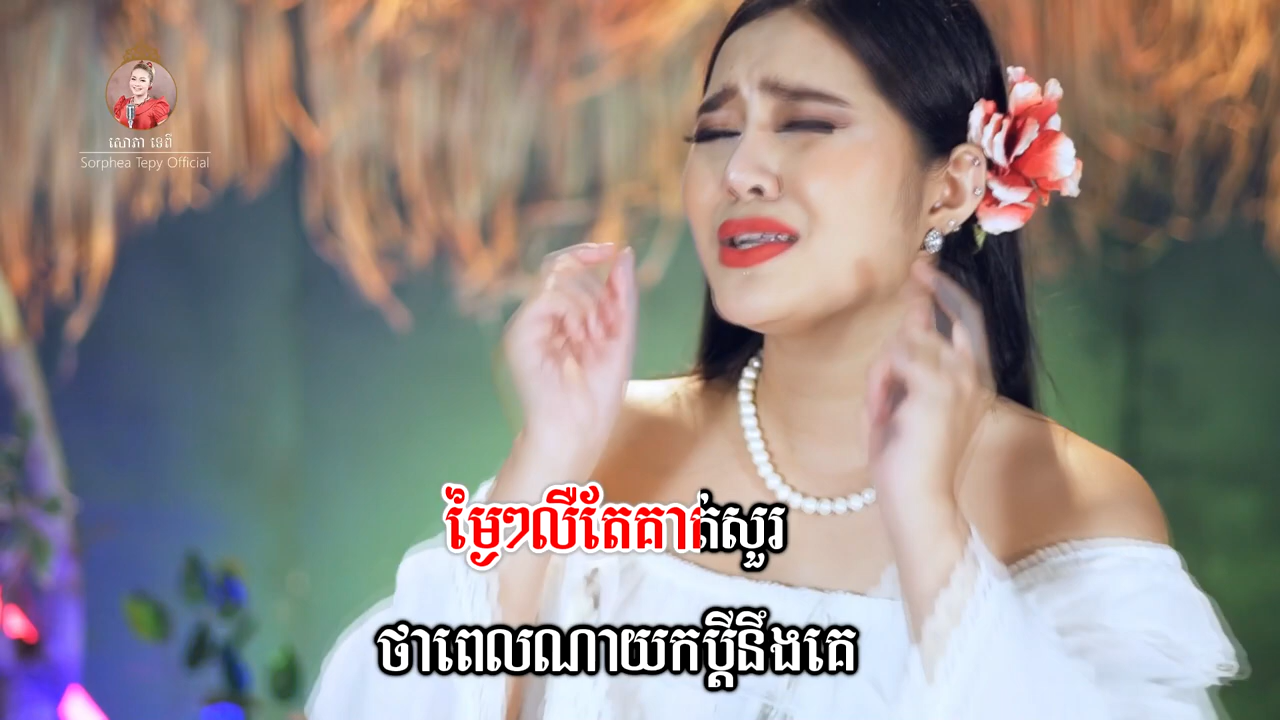 សោភា ទេពី
Sorphea Tepy Official
ម្ងៃៗលឺតែគាត់សួរ
ថាពេលណាយកប្ដីនឹងគេ